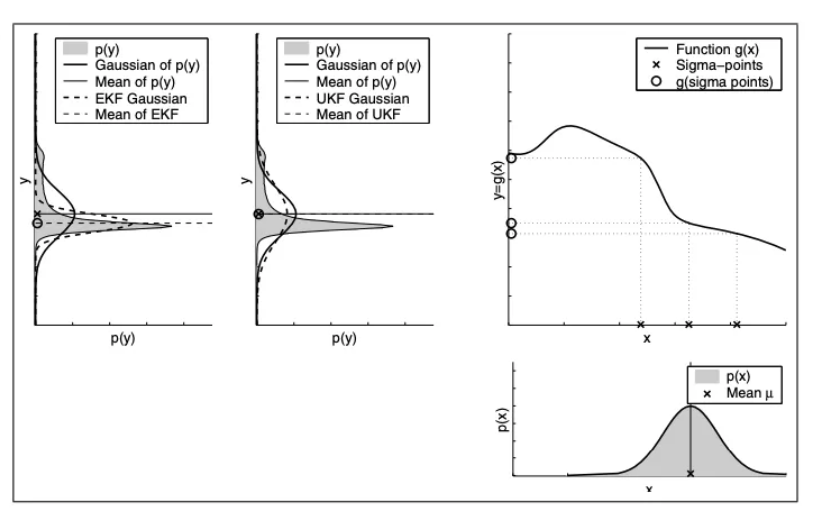 p(y)
Gaussian of p(y)
Mean of p(y)
EKF Gaussian
Mean of EKF
y
p(y)
p(y)
Gaussian of p(y)
Mean of p(y)
UKF Gaussian
Mean of UKF
y
p(y)
Function g(x)
Sigma−points
g(sigma points)
y=g(x)
x
p(x)
Mean μ
p(x)
x